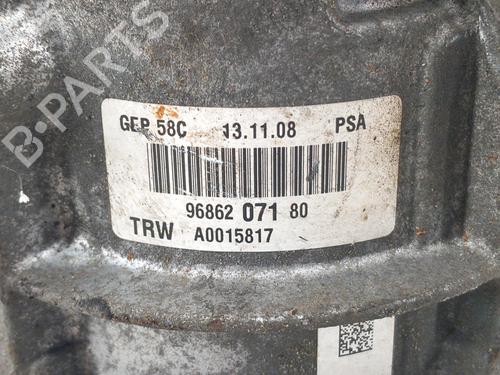 B-PARTS
GEP 58C 13.11.08 PSA
96862 071 80
TRW A0015817